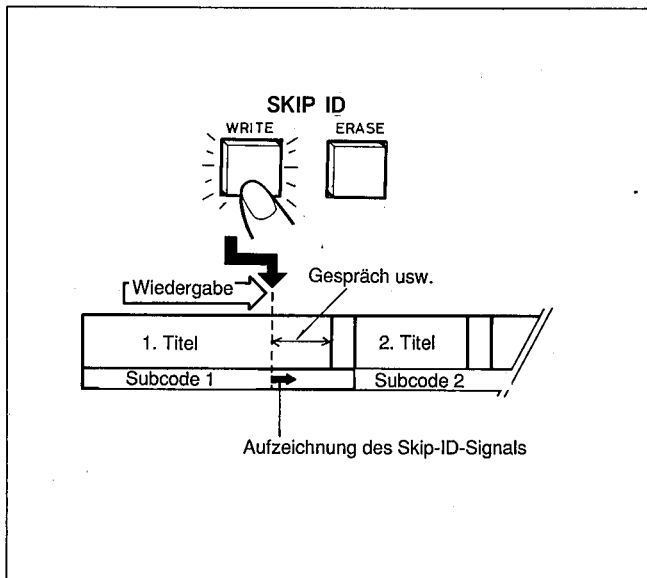 SKIP ID
WRITE ERASE
Wiedergabe
Gespräch usw.
1. Titel 2. Titel
Subcode 1 Subcode 2
Aufzeichnung des Skip-ID-Signals